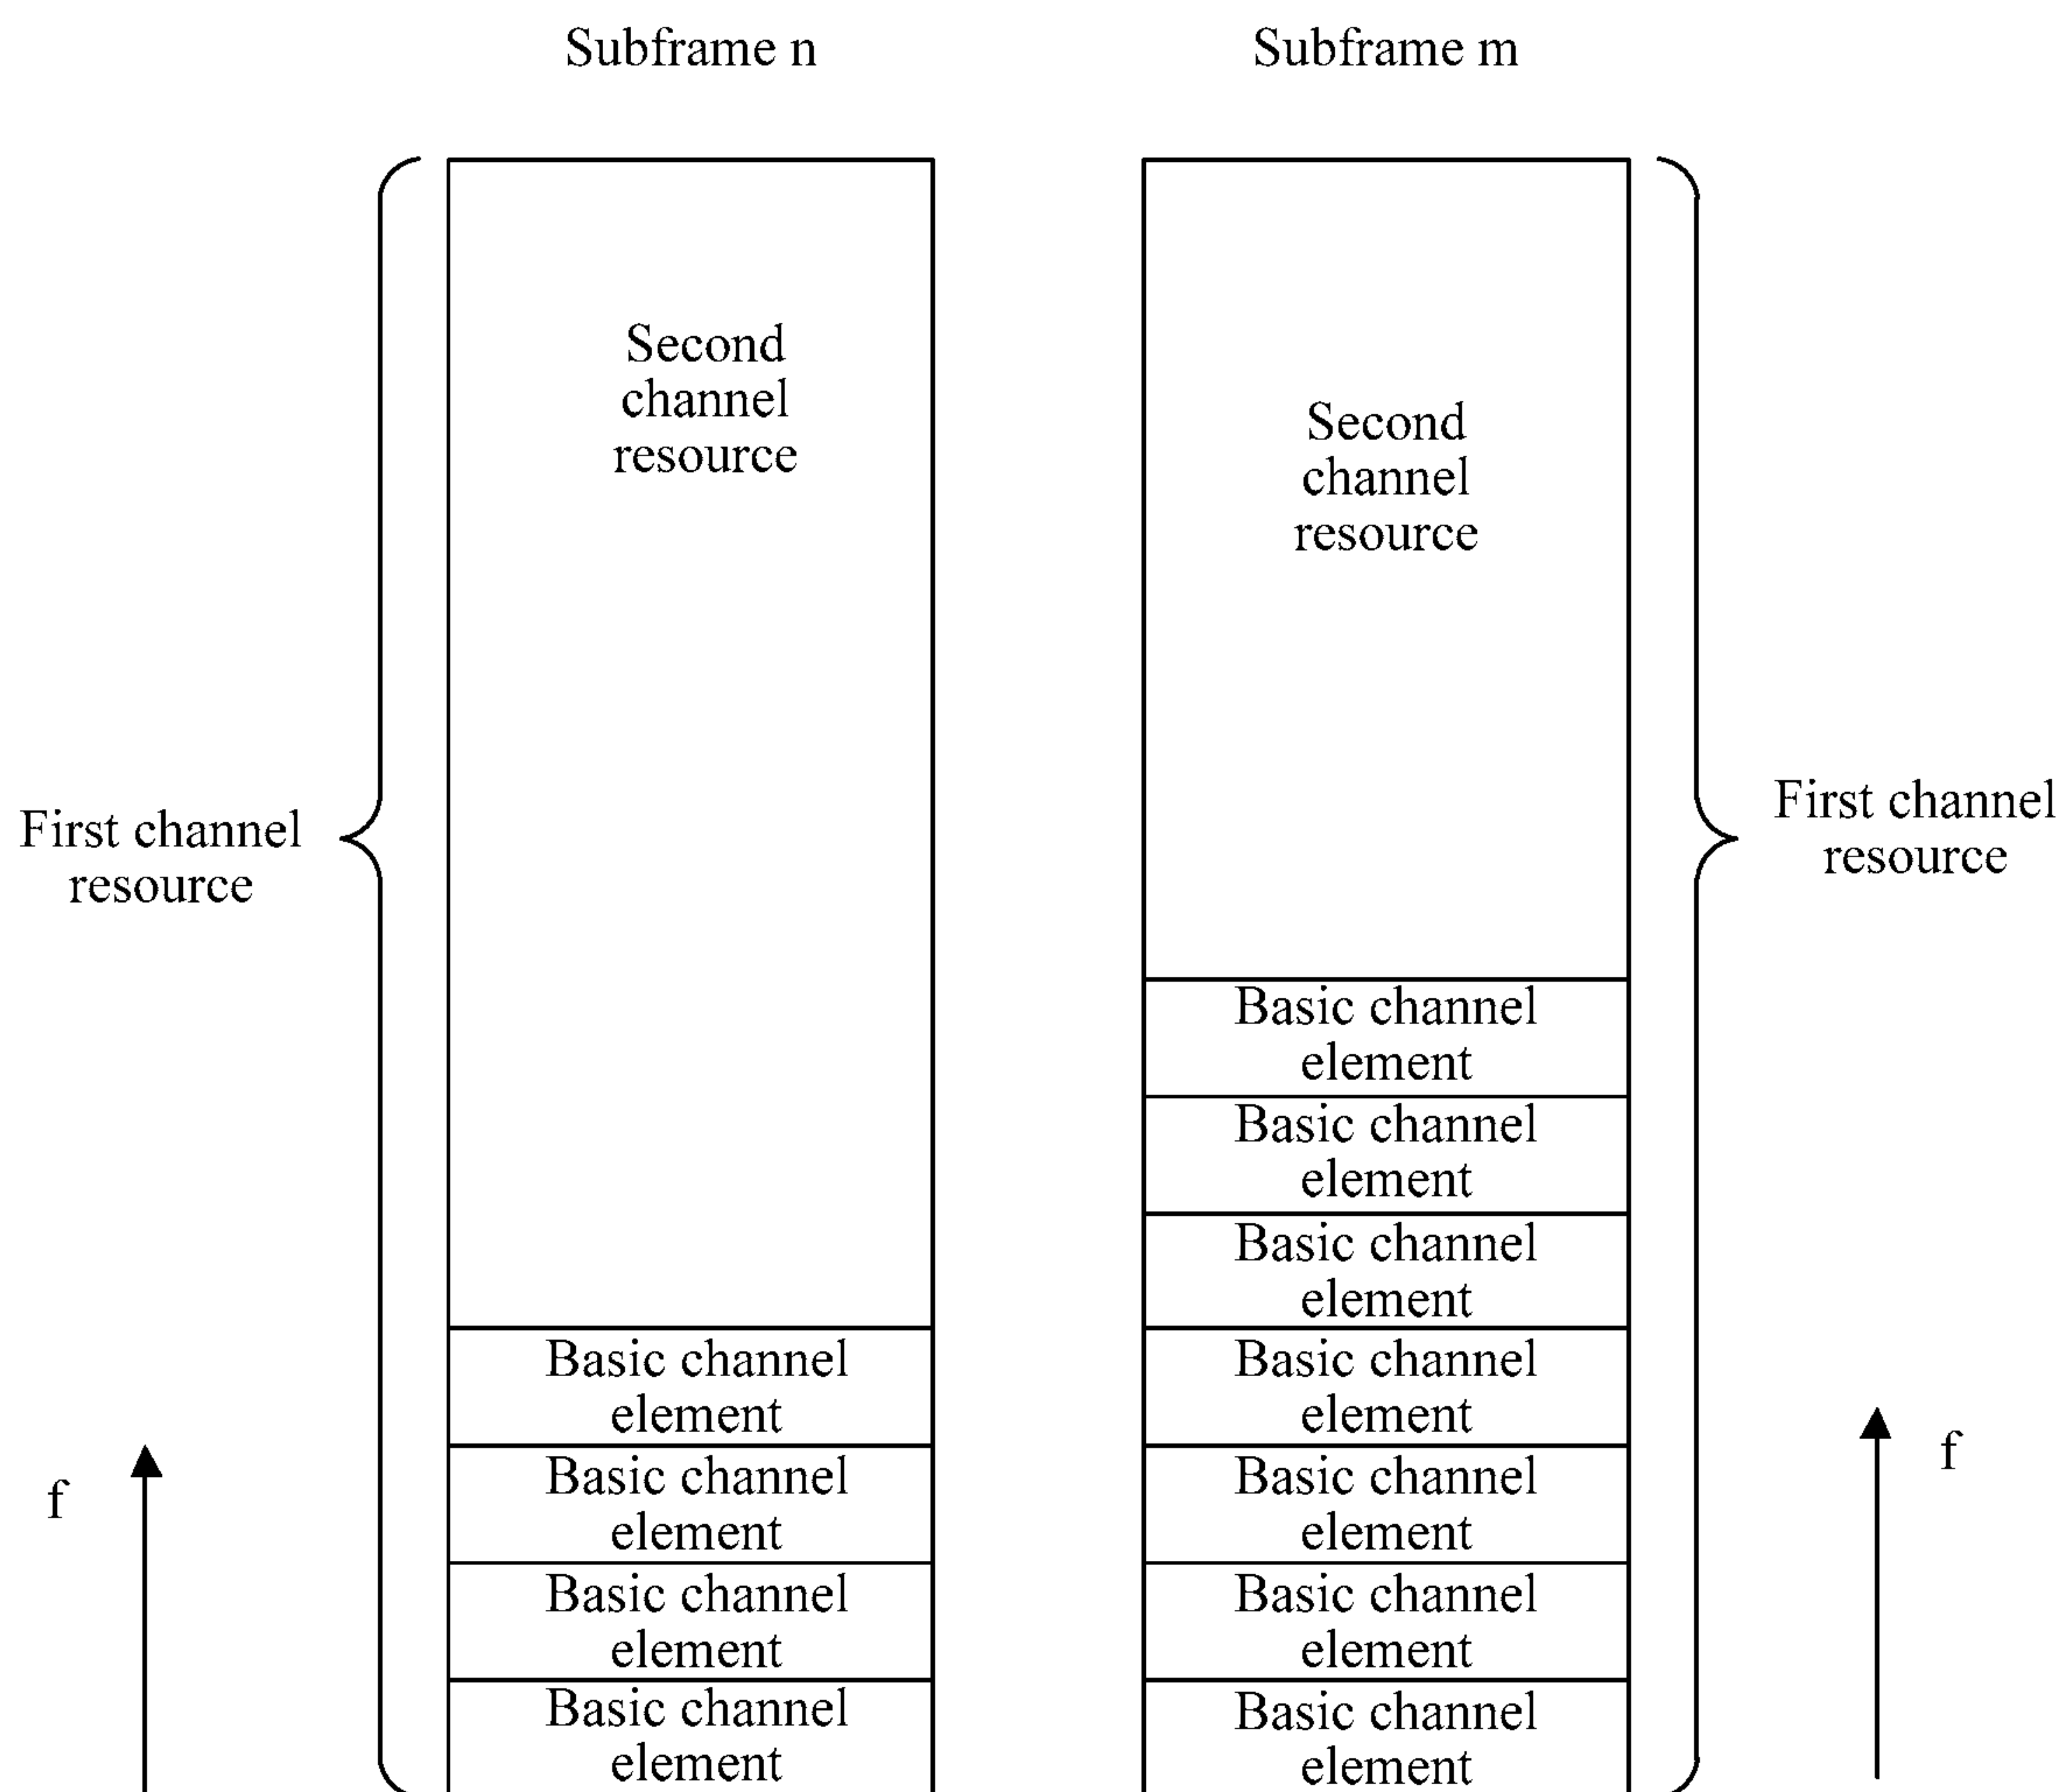 Subframe n
Subframe m
Second
channel
resource
Second
channel
resource
First channel
resource
First channel
resource
Basic channel
element
Basic channel
element
Basic channel
element
Basic channel
element
Basic channel
element
Basic channel
element
Basic channel
element
Basic channel
element
Basic channel
element
Basic channel
element
Basic channel
element
f
f